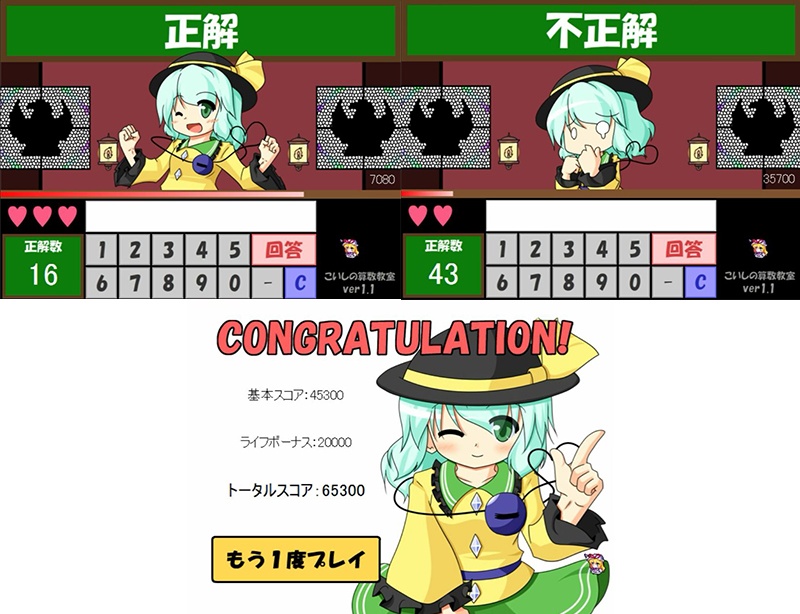 正解
7080
正解数
16
1 2 3 4 5 回答
6 7 8 9 0 - C
こいしの算数教室
ver1.1
不正解
35700
正解数
43
1 2 3 4 5 回答
6 7 8 9 0 - C
こいしの算数教室
ver1.1
CONGRATULATION!
基本スコア:45300
ライフボーナス:20000
トータルスコア:65300
もう1度プレイ